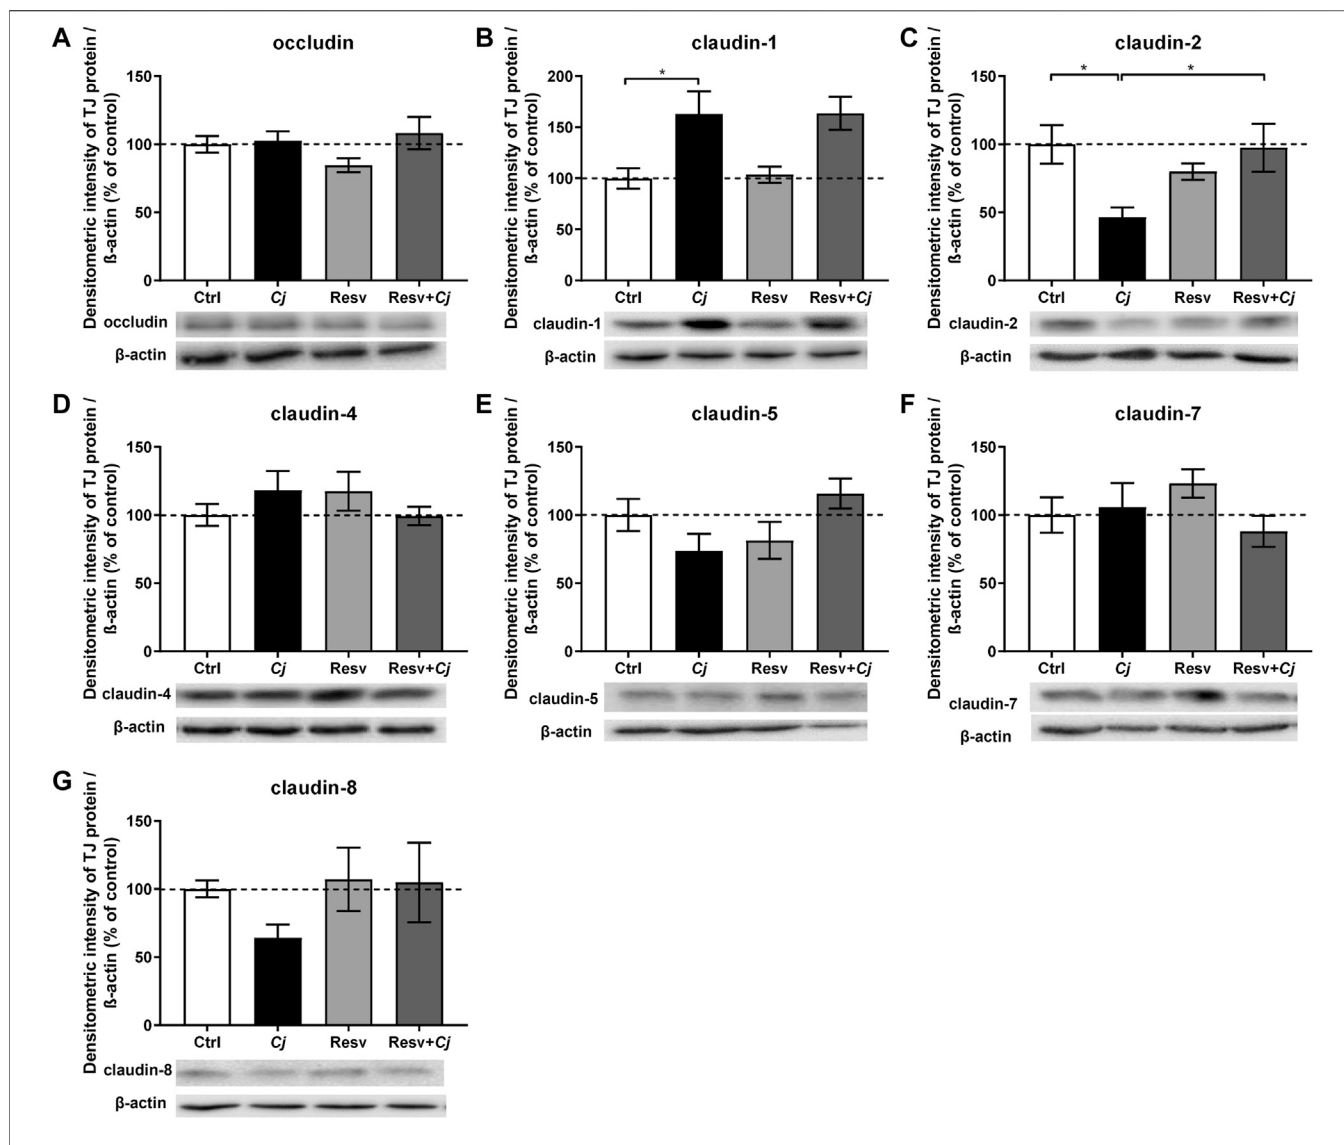 A
occludin
Densitometric intensity of TJ protein /
ß-actin (% of control)
150
100
50
0
Ctrl Cj Resv Resv+Cj
occludin
β-actin
B
claudin-1
Densitometric intensity of TJ protein /
ß-actin (% of control)
200
150
100
50
0
*
Ctrl Cj Resv Resv+Cj
claudin-1
β-actin
C
claudin-2
Densitometric intensity of TJ protein /
ß-actin (% of control)
150
100
50
0
* *
Ctrl Cj Resv Resv+Cj
claudin-2
β-actin
D
claudin-4
Densitometric intensity of TJ protein /
ß-actin (% of control)
150
100
50
0
Ctrl Cj Resv Resv+Cj
claudin-4
β-actin
E
claudin-5
Densitometric intensity of TJ protein /
ß-actin (% of control)
150
100
50
0
Ctrl Cj Resv Resv+Cj
claudin-5
β-actin
F
claudin-7
Densitometric intensity of TJ protein /
ß-actin (% of control)
150
100
50
0
Ctrl Cj Resv Resv+Cj
claudin-7
β-actin
G
claudin-8
Densitometric intensity of TJ protein /
ß-actin (% of control)
150
100
50
0
Ctrl Cj Resv Resv+Cj
claudin-8
β-actin